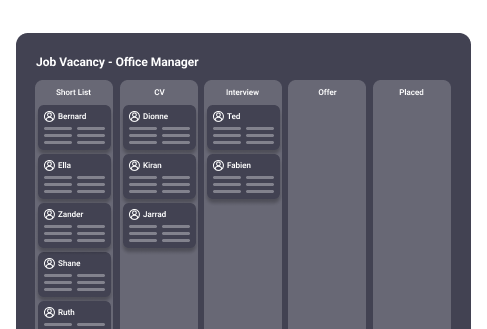 Job Vacancy - Office Manager
Short List
CV
Interview
Offer
Placed
Bernard
Dionne
Ted
Ella
Kiran
Fabien
Zander
Jarrad
Shane
Ruth